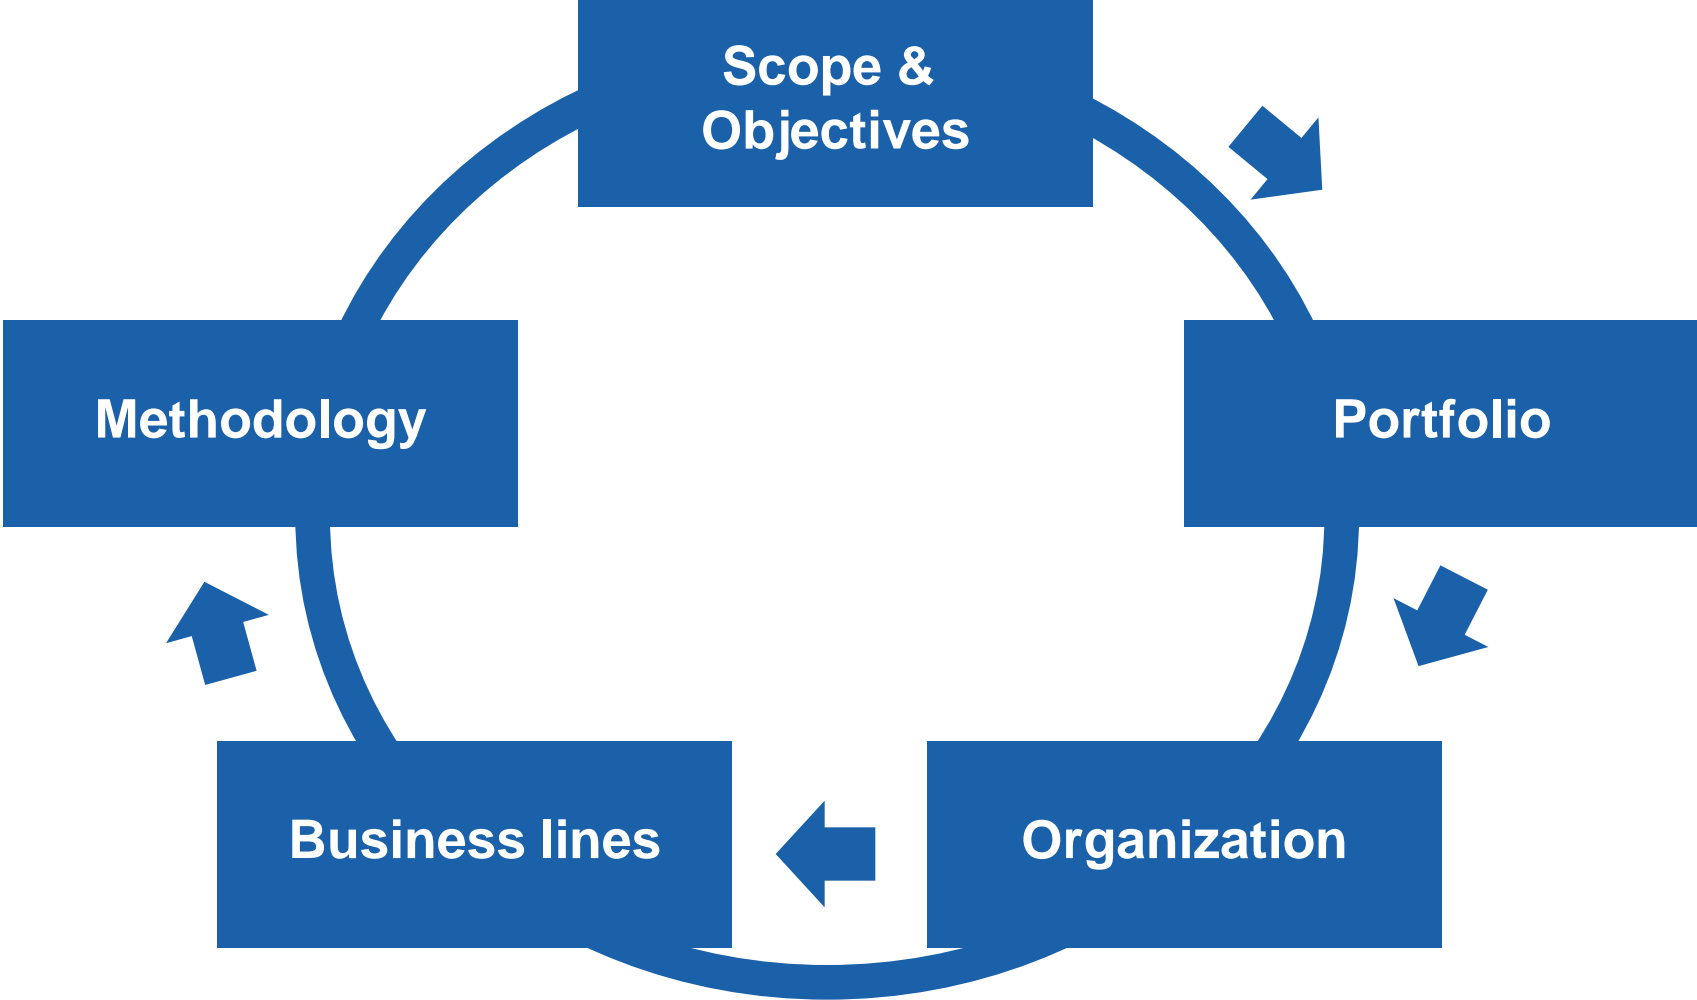 Scope &
Objectives
Methodology
Portfolio
Business lines
Organization